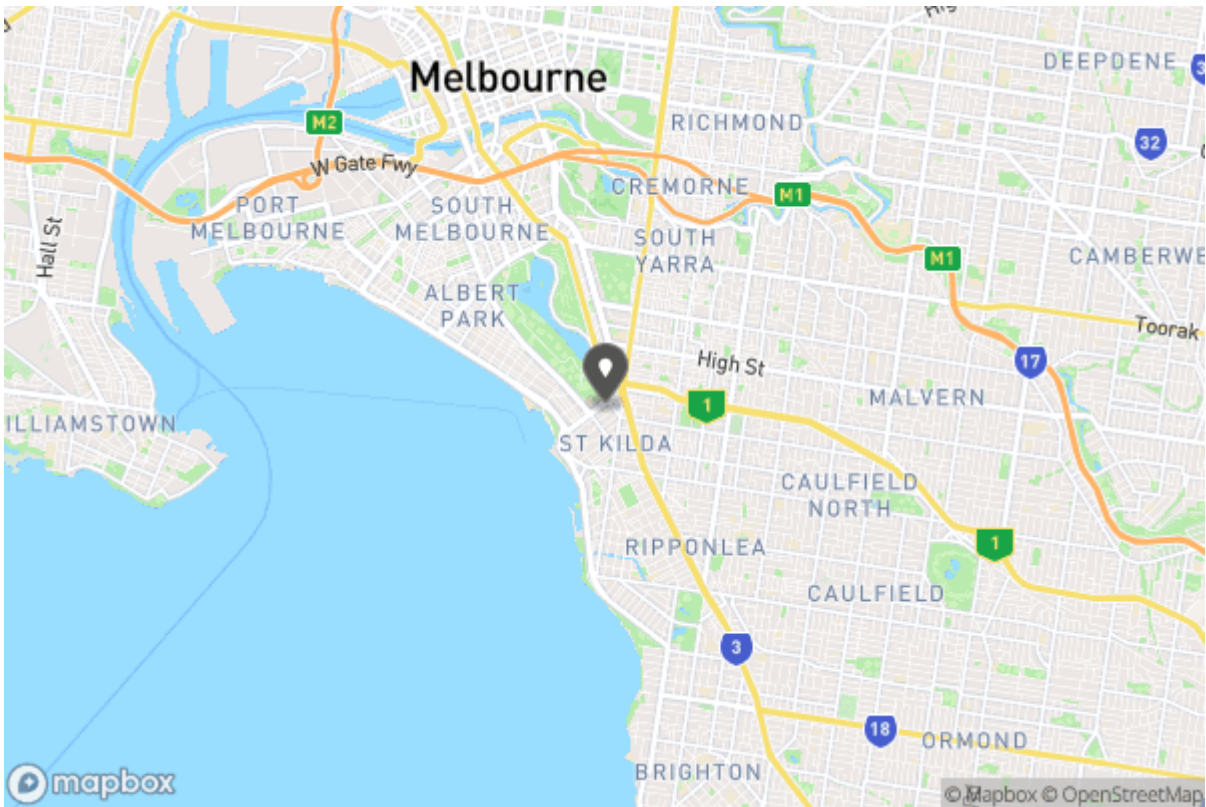 DEEPDENE
Melbourne
RICHMOND
M2
32
W Gate Fwy
CREMORNE
M1
PORT
MELBOURNE
SOUTH
MELBOURNE
SOUTH
YARRA
Hall St
M1
CAMBERWE
ALBERT
PARK
Toorak
High St
17
1
MALVERN
ILLIAMSTOWN
ST KILDA
CAULFIELD
NORTH
1
RIPPONLEA
CAULFIELD
3
18
ORMOND
BRIGHTON
mapbox
© Mapbox © OpenStreetMap